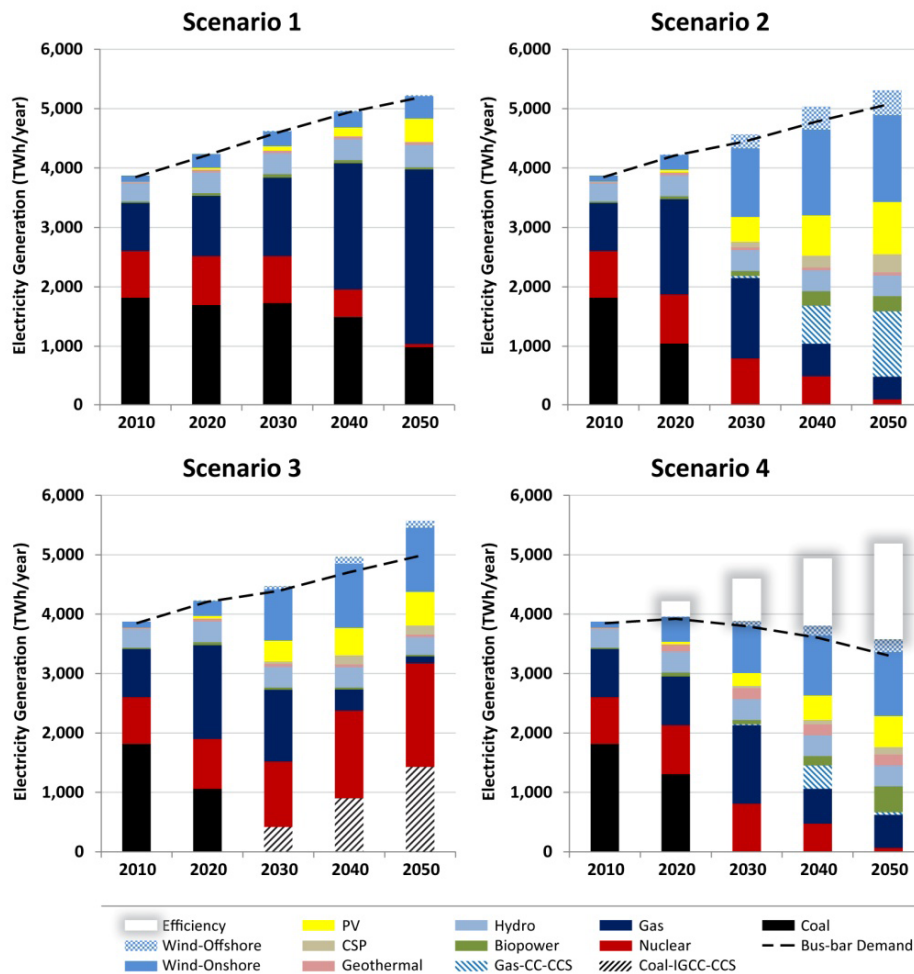 Scenario 1
Electricity Generation (TWh/year)
6,000
5,000
4,000
3,000
2,000
1,000
0
2010 2020 2030 2040 2050
Scenario 2
Electricity Generation (TWh/year)
6,000
5,000
4,000
3,000
2,000
1,000
0
2010 2020 2030 2040 2050
Scenario 3
Electricity Generation (TWh/year)
6,000
5,000
4,000
3,000
2,000
1,000
0
2010 2020 2030 2040 2050
Scenario 4
Electricity Generation (TWh/year)
6,000
5,000
4,000
3,000
2,000
1,000
0
2010 2020 2030 2040 2050
Efficiency PV Hydro Gas Coal
Wind-Offshore CSP Biopower Nuclear Bus-bar Demand
Wind-Onshore Geothermal Gas-CC-CCS Coal-IGCC-CCS